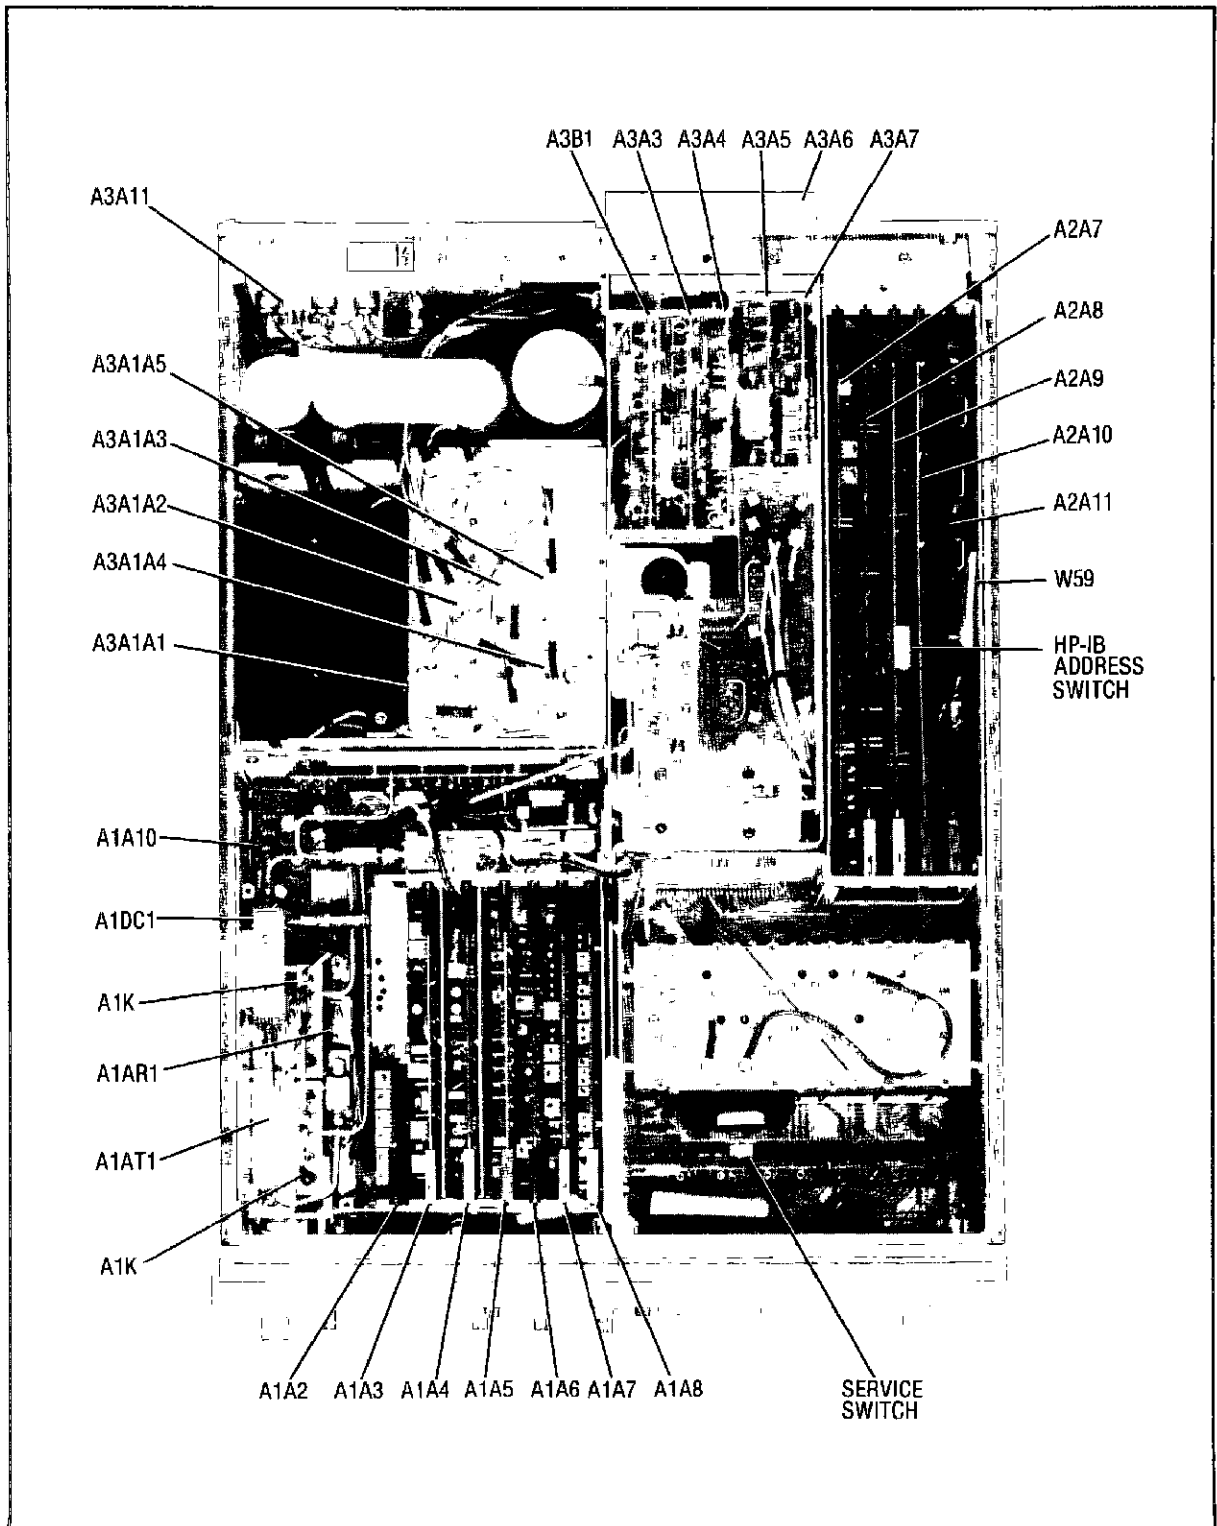 A3B1 A3A3 A3A4 A3A5 A3A6 A3A7
A3A11
A2A7
A2A8
A3A1A5
A2A9
A3A1A3
A2A10
A3A1A2
A2A11
A3A1A4
W59
A3A1A1
HP-IB
ADDRESS
SWITCH
A1A10
A1DC1
A1K
A1AR1
A1AT1
A1K
A1A2 A1A3 A1A4 A1A5 A1A6 A1A7 A1A8
SERVICE
SWITCH